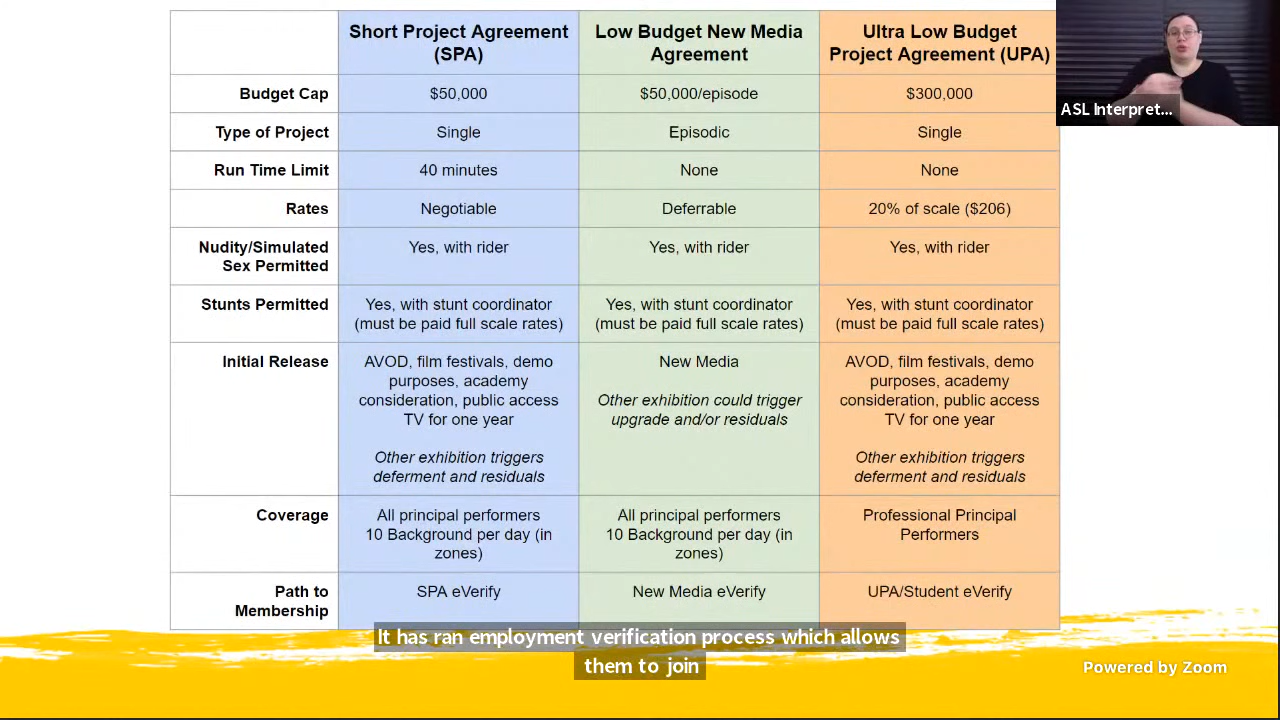 Short Project Agreement
(SPA)
Low Budget New Media
Agreement
Ultra Low Budget
Project Agreement (UPA)
Budget Cap
$50,000
$50,000/episode
$300,000
Type of Project
Single
Episodic
Single
Run Time Limit
40 minutes
None
None
Rates
Negotiable
Deferrable
20% of scale ($206)
Nudity/Simulated
Sex Permitted
Yes, with rider
Yes, with rider
Yes, with rider
Stunts Permitted
Yes, with stunt coordinator
(must be paid full scale rates)
Yes, with stunt coordinator
(must be paid full scale rates)
Yes, with stunt coordinator
(must be paid full scale rates)
Initial Release
AVOD, film festivals, demo
purposes, academy
consideration, public access
TV for one year
Other exhibition triggers
deferment and residuals
New Media
Other exhibition could trigger
upgrade and/or residuals
AVOD, film festivals, demo
purposes, academy
consideration, public access
TV for one year
Other exhibition triggers
deferment and residuals
Coverage
All principal performers
10 Background per day (in
zones)
All principal performers
10 Background per day (in
zones)
Professional Principal
Performers
Path to
Membership
SPA eVerify
New Media eVerify
UPA/Student eVerify
ASL Interpret...
It has ran employment verification process which allows
them to join
Powered by Zoom